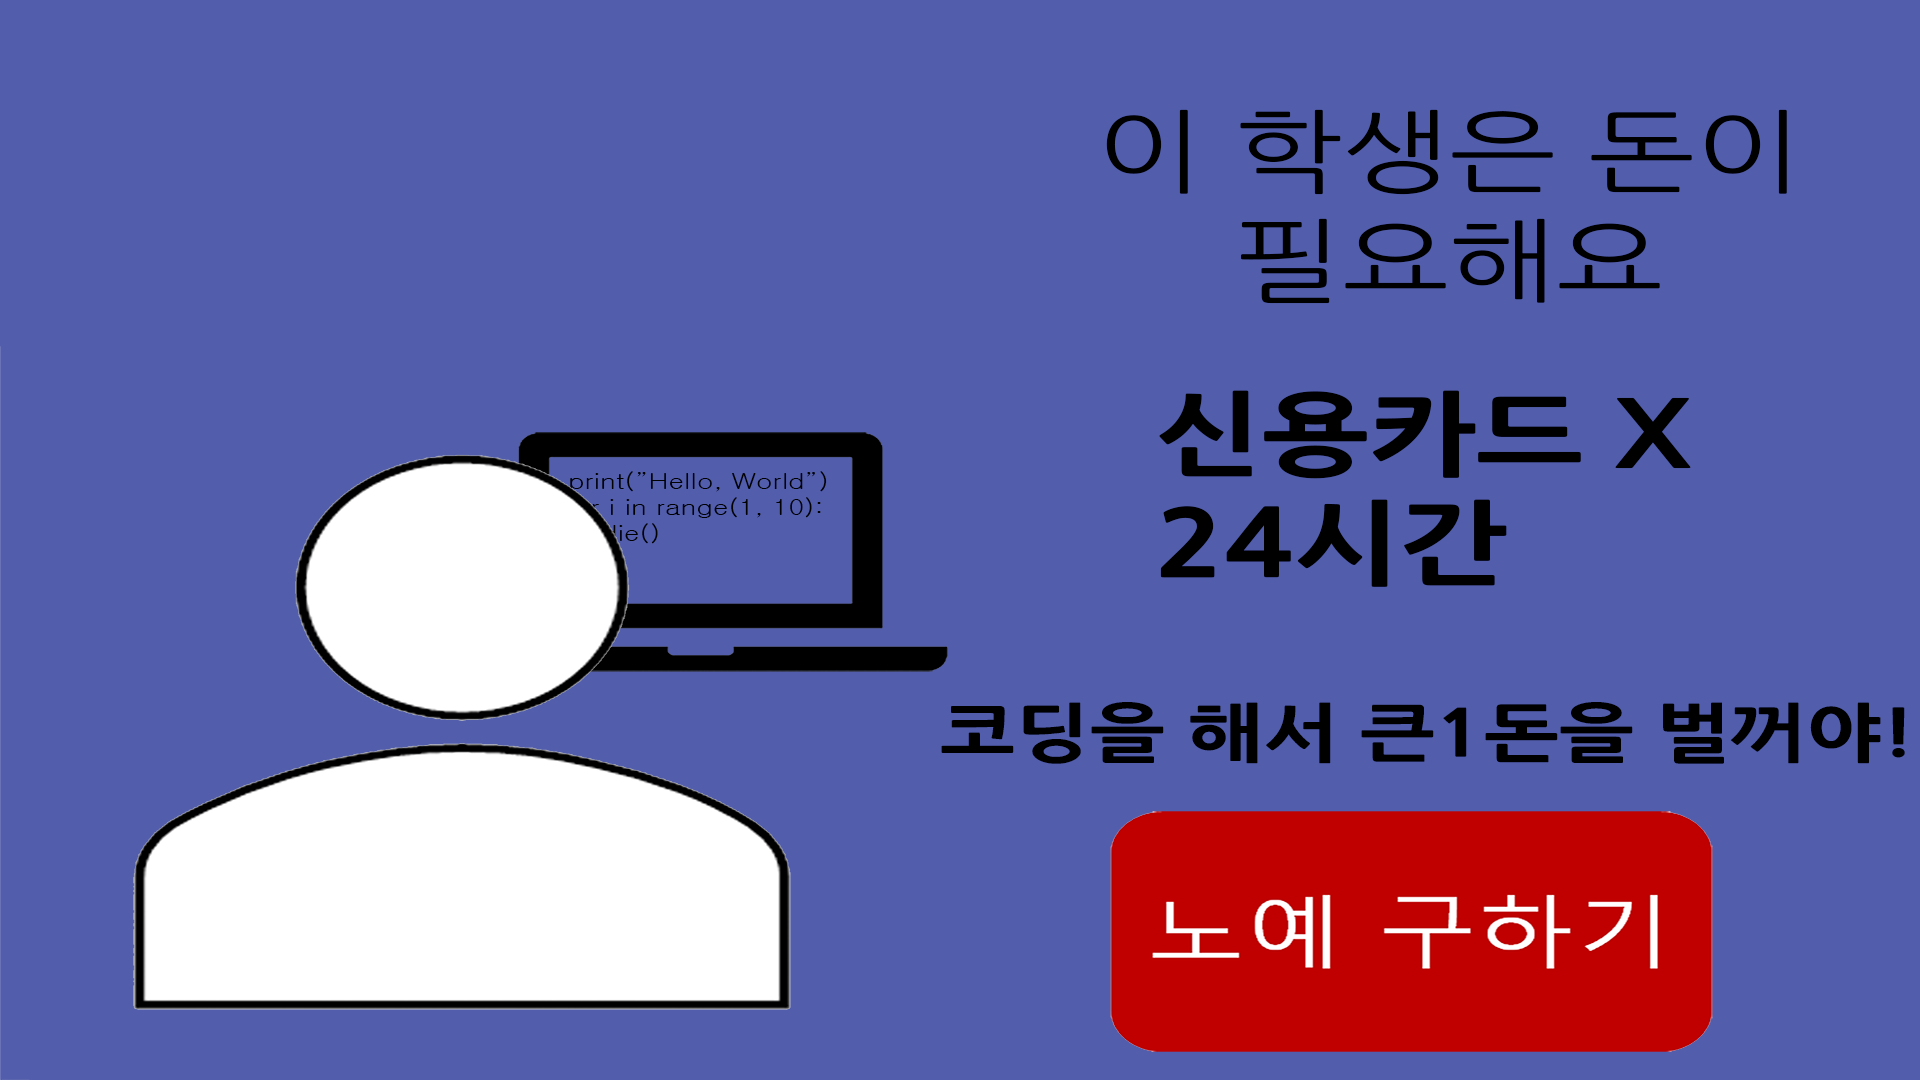 이 학생은 돈이
필요해요
신용카드 X
24시간
print("Hello, World")
i in range(1, 10):
코딩을 해서 큰1돈을 벌꺼야!
노예 구하기